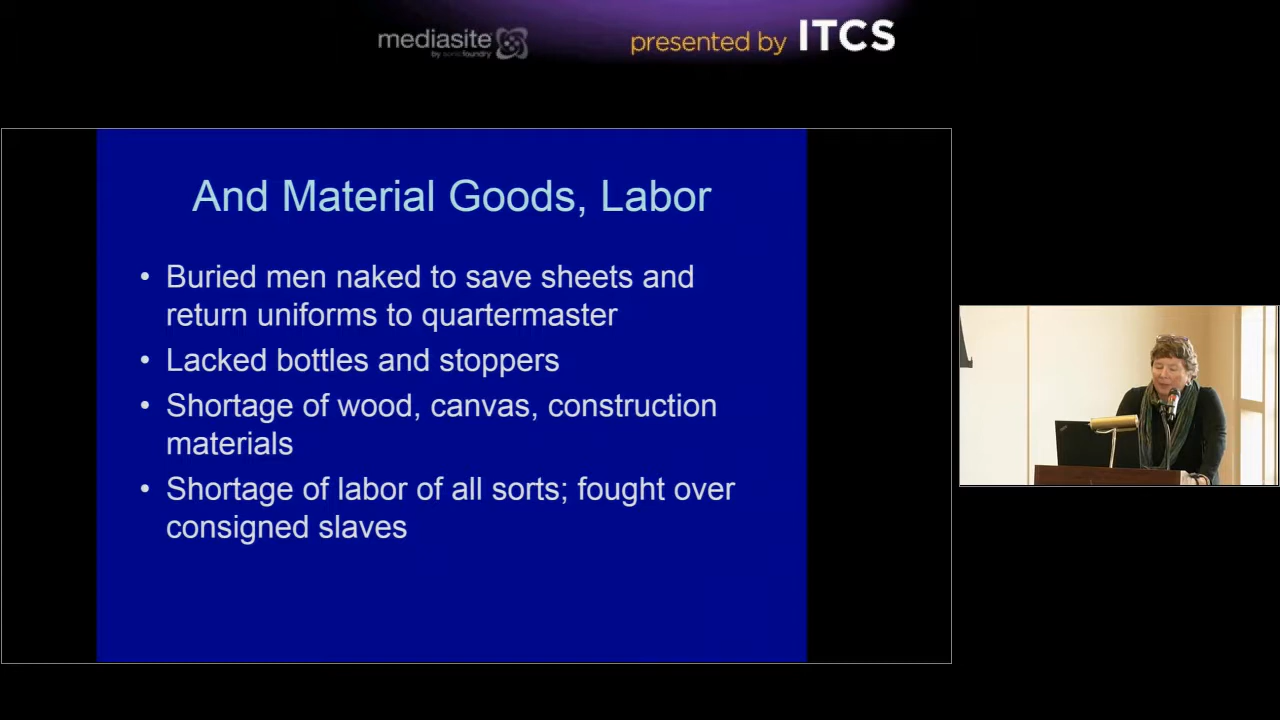 mediasite
by sonicfoundry
presented by ITCS
And Material Goods, Labor
• Buried men naked to save sheets and
return uniforms to quartermaster
• Lacked bottles and stoppers
• Shortage of wood, canvas, construction
materials
• Shortage of labor of all sorts; fought over
consigned slaves